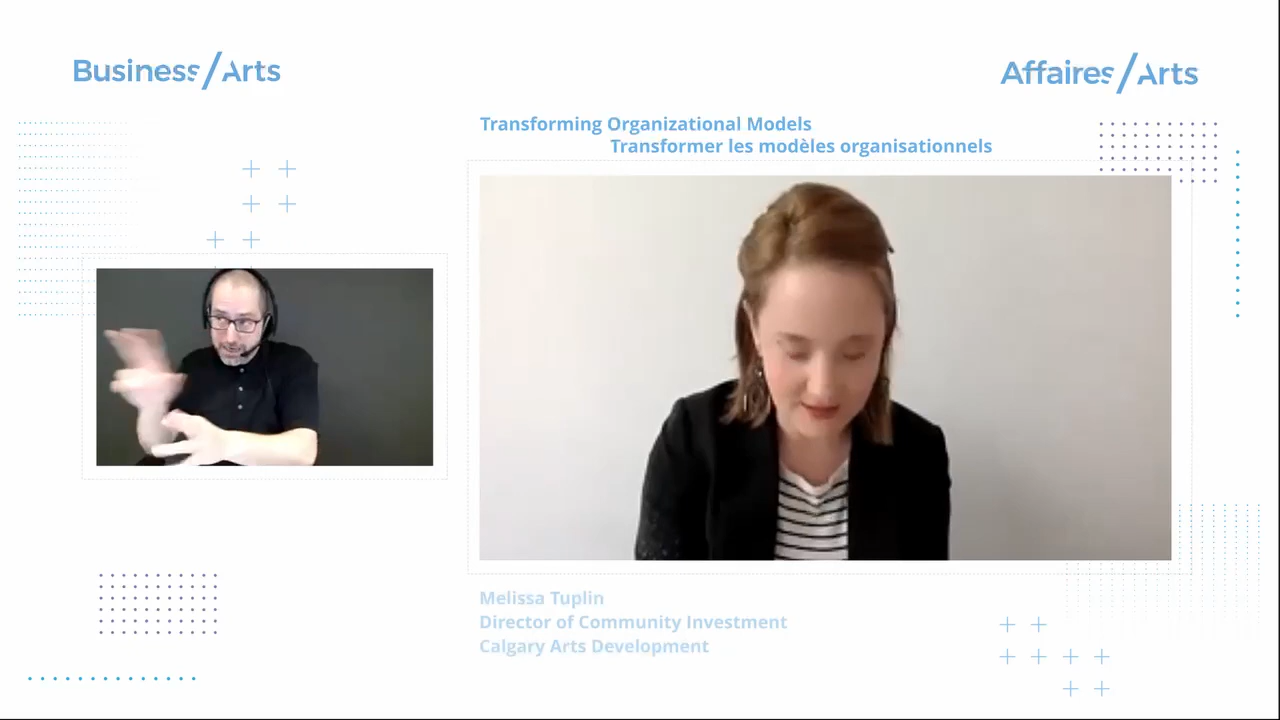 Business/Arts
Affaires/Arts
Transforming Organizational Models
Transformer les modèles organisationnels
Melissa Tuplin
Director of Community Investment
Calgary Arts Development